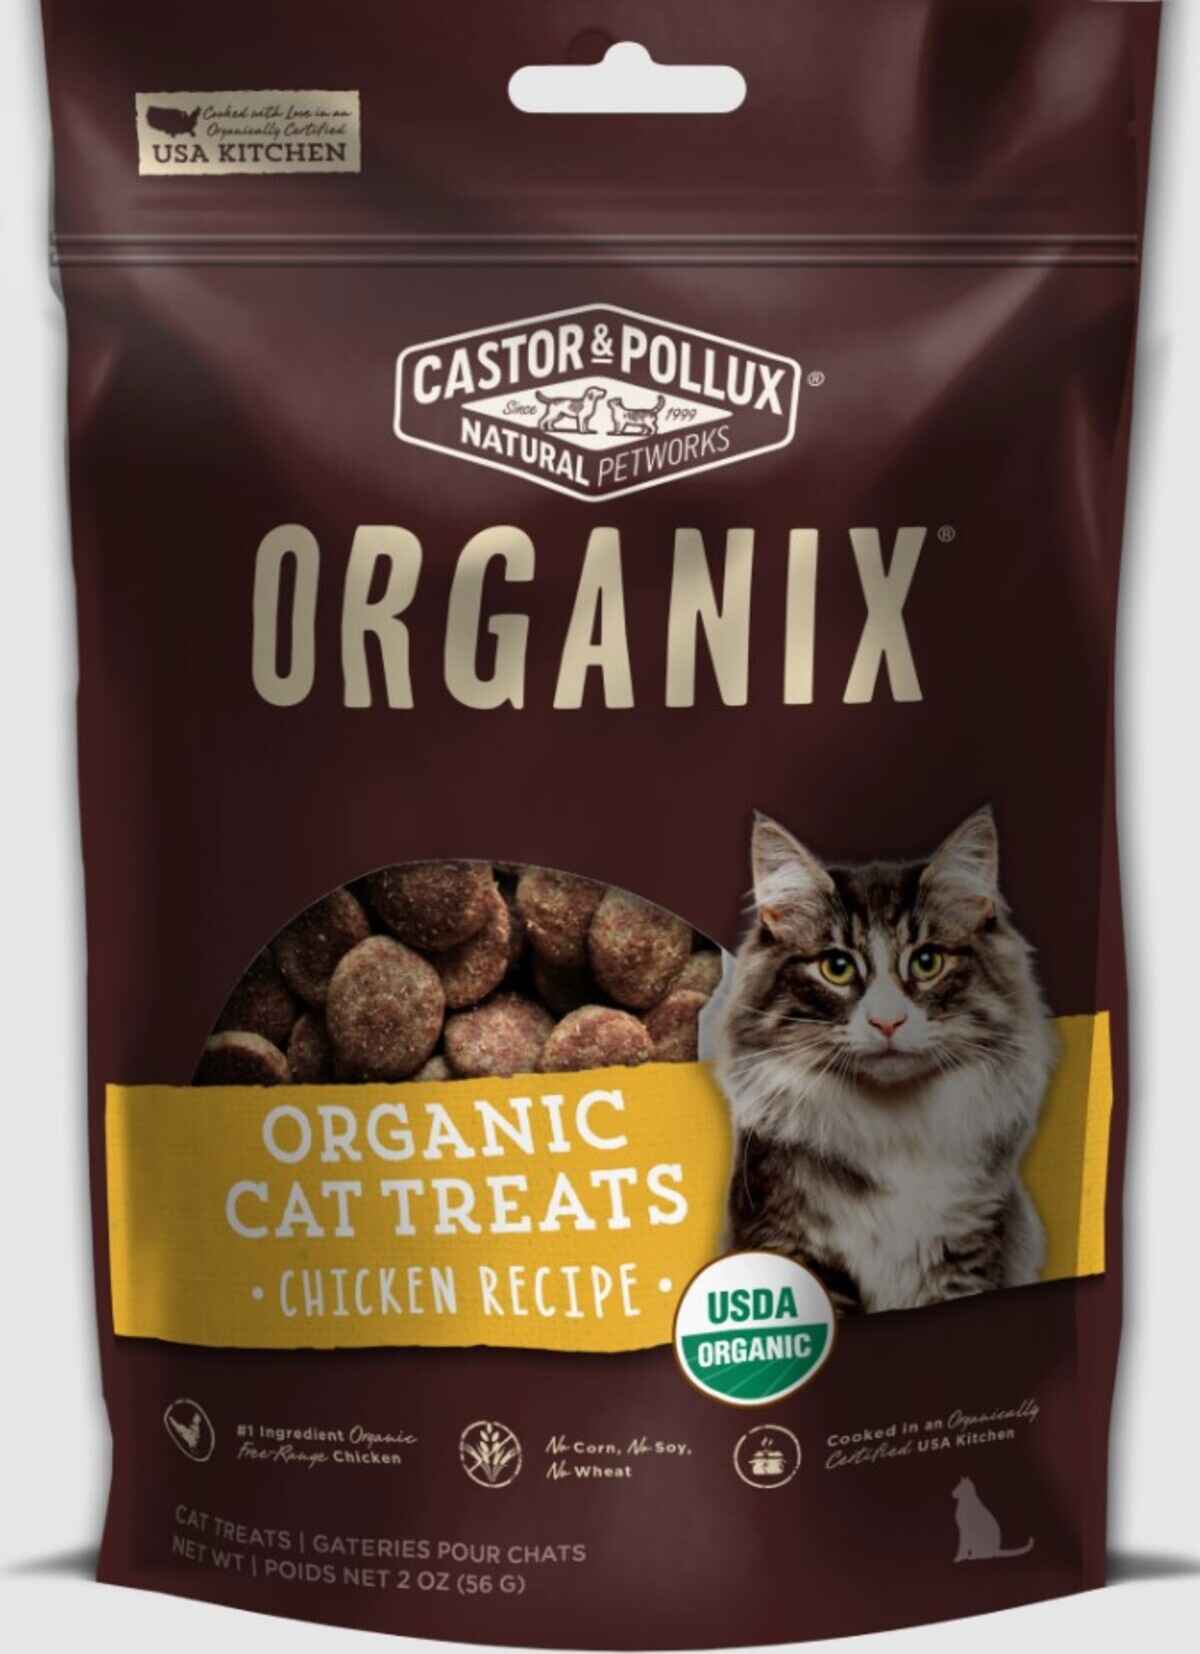 Cooked with Love in an
Organically Certified
USA KITCHEN
CASTOR & POLLUX®
Since 1999
NATURAL PETWORKS
ORGANIX®
ORGANIC
CAT TREATS
• CHICKEN RECIPE •
USDA
ORGANIC
#1 Ingredient Organic
Free-Range Chicken
No Corn, No Soy,
No Wheat
Cooked in an Organically
Certified USA Kitchen
CAT TREATS | GATERIES POUR CHATS
NET WT | POIDS NET 2 OZ (56 G)